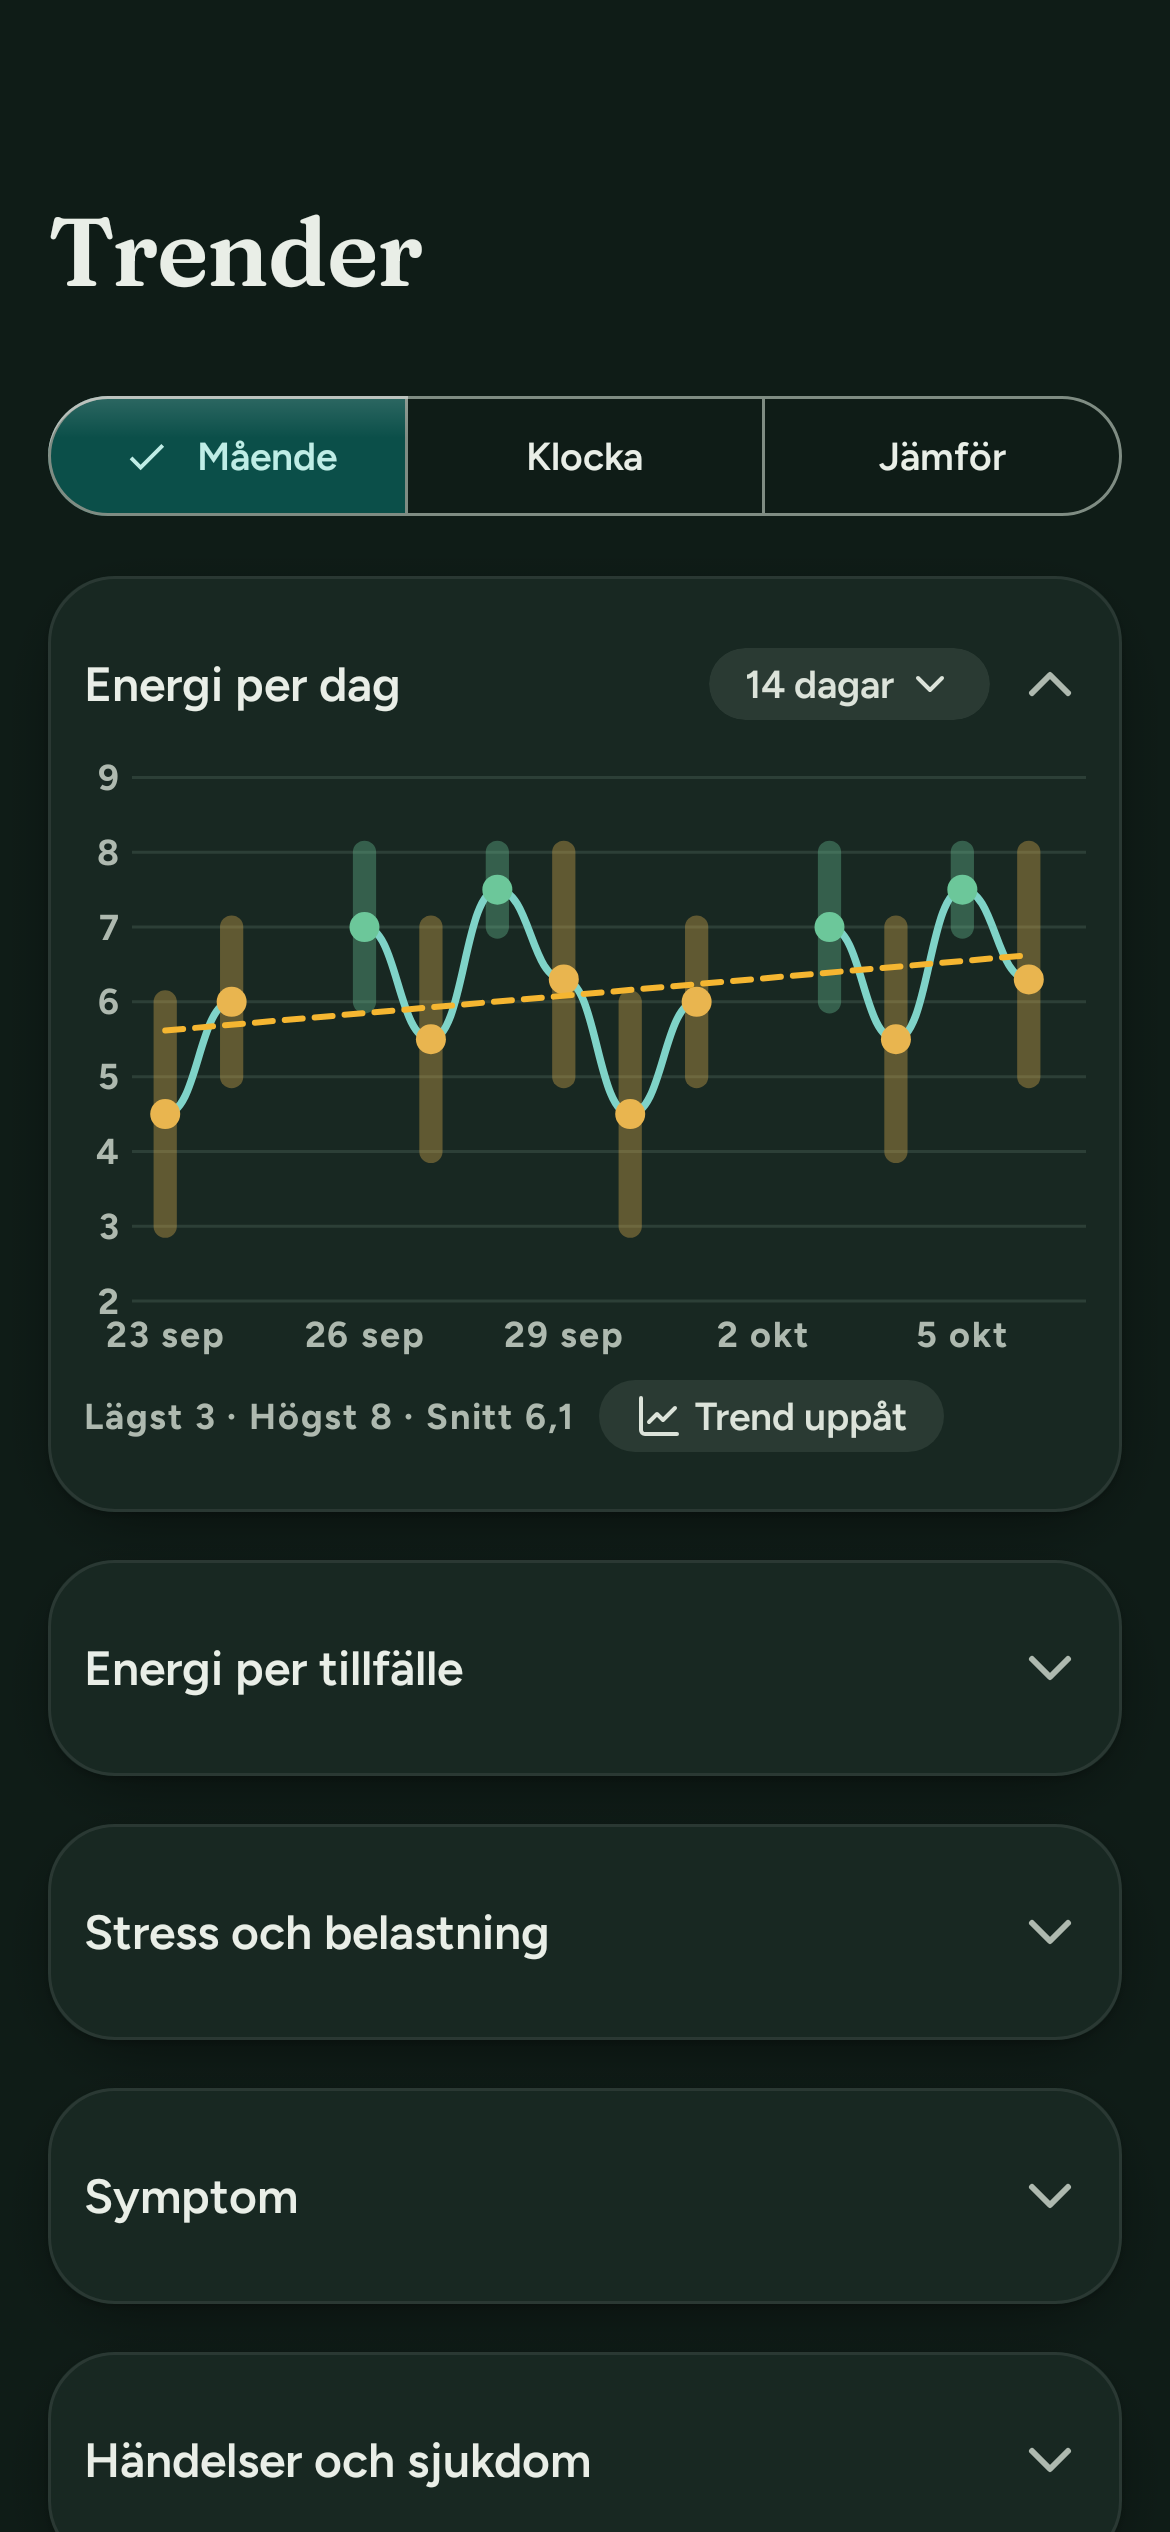 Trender
Mående
Klocka
Jämför
Energi per dag
14 dagar
9
8
7
6
5
4
3
2
23 sep 26 sep 29 sep 2 okt 5 okt
Lägst 3 · Högst 8 · Snitt 6,1
Trend uppåt
Energi per tillfälle
Stress och belastning
Symptom
Händelser och sjukdom